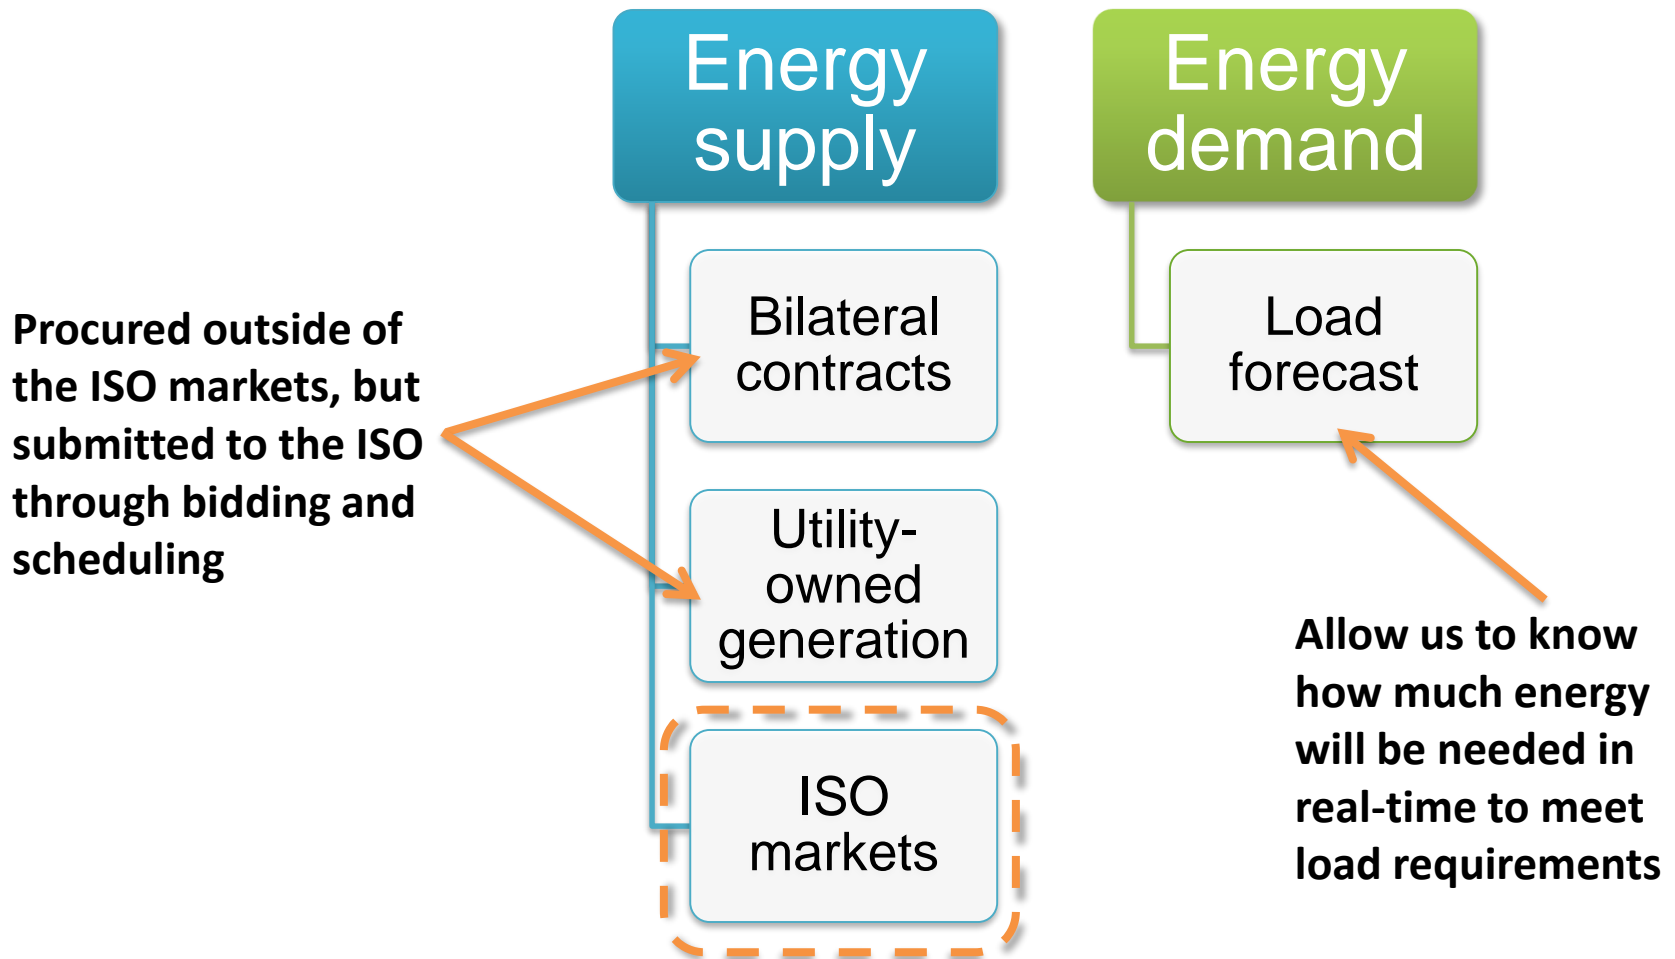 Energy
supply
Energy
demand
Procured outside of
the ISO markets, but
submitted to the ISO
through bidding and
scheduling
Bilateral
contracts
Utility-
owned
generation
ISO
markets
Load
forecast
Allow us to know
how much energy
will be needed in
real-time to meet
load requirements